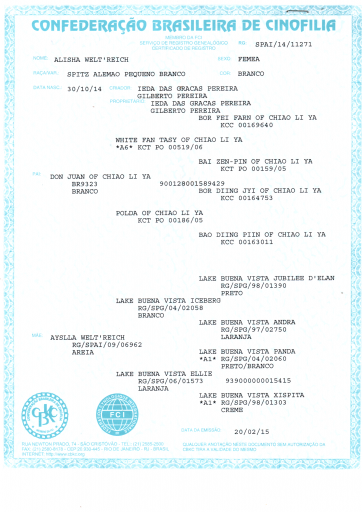 CONFEDERAÇÃO BRASILEIRA DE CINOFILIA
MEMBRO DA FCI
SERVIÇO DE REGISTRO GENEALÓGICO
CERTIFICADO DE REGISTRO
RG. SPAI/14/11271
NOME: ALISHA WELT'REICH
SEXO: FEMEA
RAÇA/VAR: SPITZ ALEMAO PEQUENO BRANCO
COR: BRANCO
DATA NASC. 30/10/14
CRIADOR: IEDA DAS GRACAS PEREIRA
GILBERTO PEREIRA
PROPRIETÁRIO: IEDA DAS GRACAS PEREIRA
GILBERTO PEREIRA
BOR FEI FARN OF CHIAO LI YA
KCC 00169640
WHITE FAN TASY OF CHIAO LI YA
*A6* KCT PO 00519/06
BAI ZEN-PIN OF CHIAO LI YA
KCT PO 00159/05
PAI: DON JUAN OF CHIAO LI YA
BR9323 900128001589429
BRANCO
BOR DIING JYI OF CHIAO LI YA
KCC 00164753
POLDA OF CHIAO LI YA
KCT PO 00186/05
BAO DIING PIIN OF CHIAO LI YA
KCC 00163011
LAKE BUENA VISTA JUBILEE D'ELAN
RG/SPG/98/01390
PRETO
LAKE BUENA VISTA ICEBERG
RG/SPG/04/02058
BRANCO
LAKE BUENA VISTA ANDRA
RG/SPG/97/02750
LARANJA
MÃE: AYSLLA WELT'REICH
RG/SPAI/09/06962
AREIA
LAKE BUENA VISTA PANDA
*A1* RG/SPG/04/02060
PRETO/BRANCO
LAKE BUENA VISTA ELLIE
RG/SPG/06/01573 939000000015415
LARANJA
LAKE BUENA VISTA XISPITA
*A1* RG/SPG/98/01303
CREME
CBKC
FCI
DATA DA EMISSÃO: 20/02/15